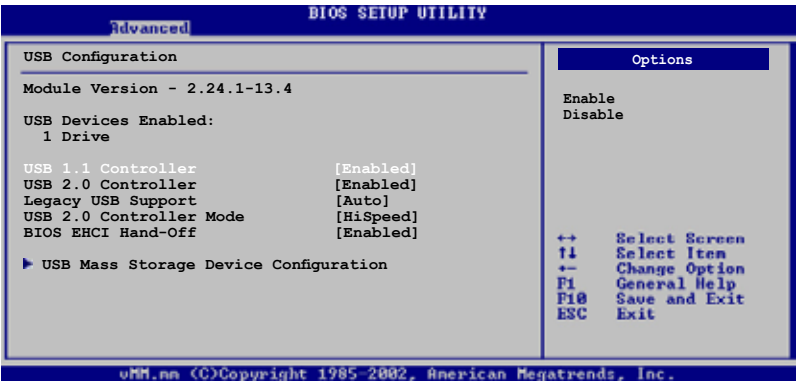 BIOS SETUP UTILITY
Advanced
USB Configuration
Module Version - 2.24.1-13.4
USB Devices Enabled:
1 Drive
USB 1.1 Controller [Enabled]
USB 2.0 Controller [Enabled]
Legacy USB Support [Auto]
USB 2.0 Controller Mode [HiSpeed]
BIOS EHCI Hand-Off [Enabled]
USB Mass Storage Device Configuration
Options
Enable
Disable
↔ Select Screen
↑↓ Select Item
+- Change Option
F1 General Help
F10 Save and Exit
ESC Exit
vMM.mm (C)Copyright 1985-2002, American Megatrends, Inc.